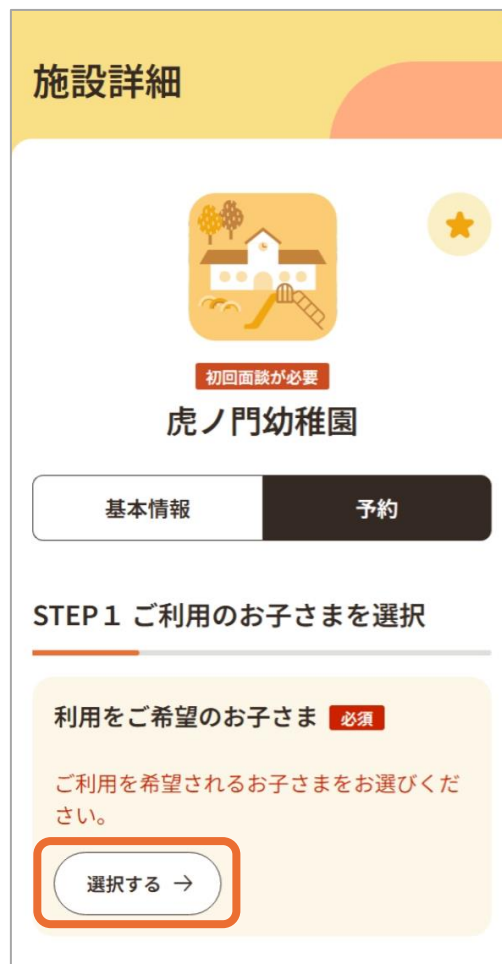 施設詳細
初回面談が必要
虎ノ門幼稚園
基本情報
予約
STEP１ ご利用のお子さまを選択
利用をご希望のお子さま 必須
ご利用を希望されるお子さまをお選びくだ
さい。
選択する →